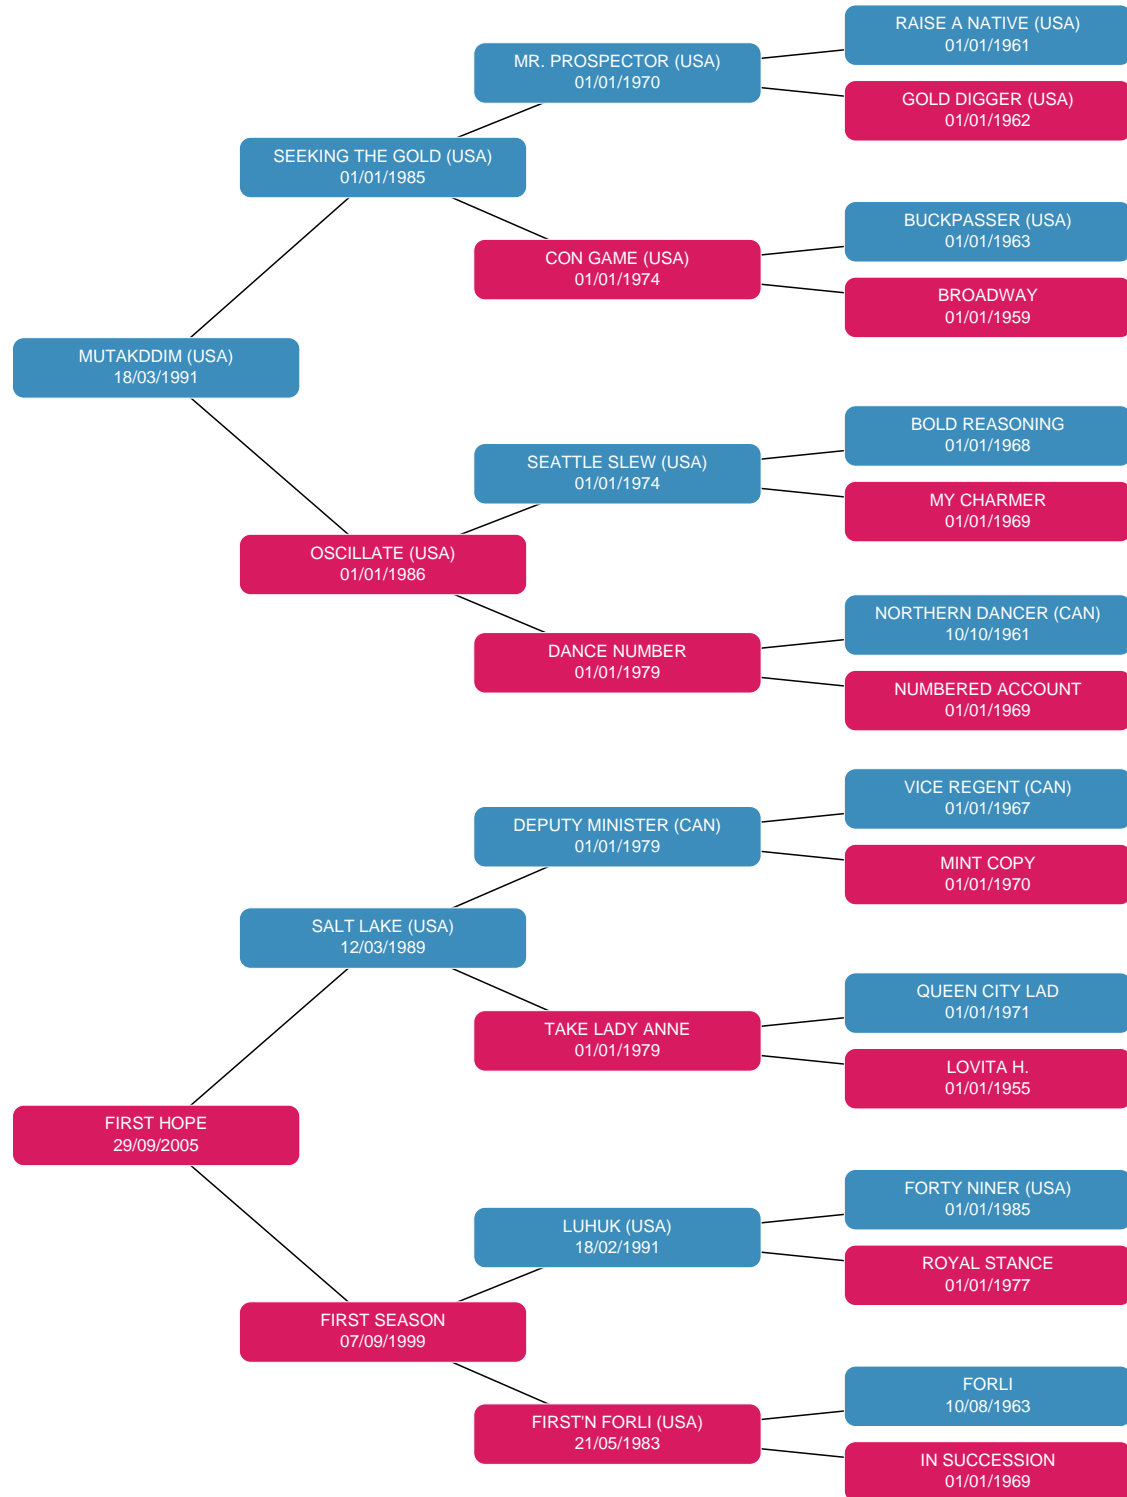 RAISE A NATIVE (USA)
01/01/1961
MR. PROSPECTOR (USA)
01/01/1970
GOLD DIGGER (USA)
01/01/1962
SEEKING THE GOLD (USA)
01/01/1985
BUCKPASSER (USA)
01/01/1963
CON GAME (USA)
01/01/1974
BROADWAY
01/01/1959
MUTAKDDIM (USA)
18/03/1991
BOLD REASONING
01/01/1968
SEATTLE SLEW (USA)
01/01/1974
MY CHARMER
01/01/1969
OSCILLATE (USA)
01/01/1986
NORTHERN DANCER (CAN)
10/10/1961
DANCE NUMBER
01/01/1979
NUMBERED ACCOUNT
01/01/1969
VICE REGENT (CAN)
01/01/1967
DEPUTY MINISTER (CAN)
01/01/1979
MINT COPY
01/01/1970
SALT LAKE (USA)
12/03/1989
QUEEN CITY LAD
01/01/1971
TAKE LADY ANNE
01/01/1979
LOVITA H.
01/01/1955
FIRST HOPE
29/09/2005
FORTY NINER (USA)
01/01/1985
LUHUK (USA)
18/02/1991
ROYAL STANCE
01/01/1977
FIRST SEASON
07/09/1999
FORLI
10/08/1963
FIRST'N FORLI (USA)
21/05/1983
IN SUCCESSION
01/01/1969